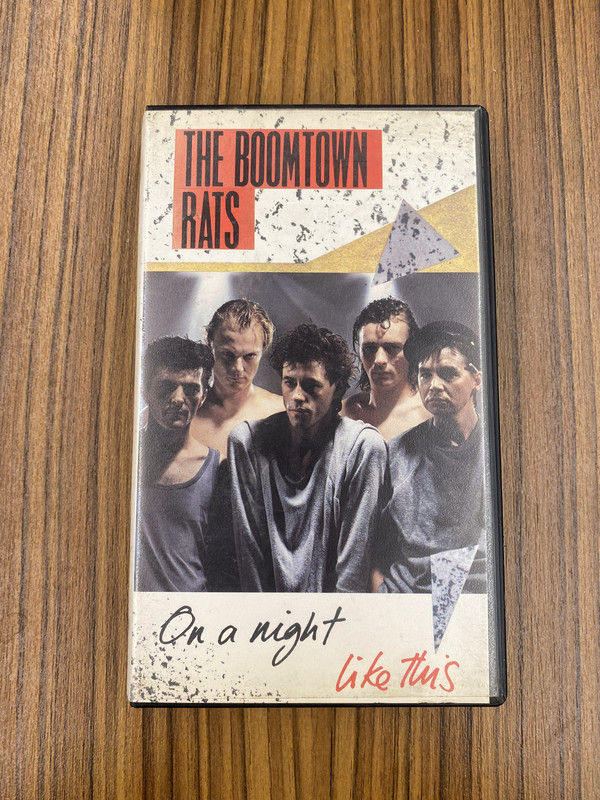 THE BOOMTOWN
RATS
On a night
like this